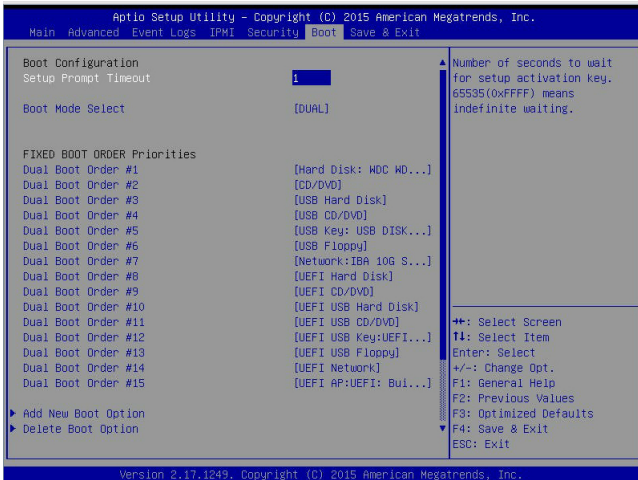 Aptio Setup Utility – Copyright (C) 2015 American Megatrends, Inc.
Main Advanced Event Logs IPMI Security Boot Save & Exit
Boot Configuration
Setup Prompt Timeout 1
Boot Mode Select [DUAL]
FIXED BOOT ORDER Priorities
Dual Boot Order #1 [Hard Disk: WDC WD...]
Dual Boot Order #2 [CD/DVD]
Dual Boot Order #3 [USB Hard Disk]
Dual Boot Order #4 [USB CD/DVD]
Dual Boot Order #5 [USB Key: USB DISK...]
Dual Boot Order #6 [USB Floppy]
Dual Boot Order #7 [Network:IBA 10G S...]
Dual Boot Order #8 [UEFI Hard Disk]
Dual Boot Order #9 [UEFI CD/DVD]
Dual Boot Order #10 [UEFI USB Hard Disk]
Dual Boot Order #11 [UEFI USB CD/DVD]
Dual Boot Order #12 [UEFI USB Key:UEFI...]
Dual Boot Order #13 [UEFI USB Floppy]
Dual Boot Order #14 [UEFI Network]
Dual Boot Order #15 [UEFI AP:UEFI: Bui...]
Add New Boot Option
Delete Boot Option
Number of seconds to wait
for setup activation key.
65535(0xFFFF) means
indefinite waiting.
→←: Select Screen
↑↓: Select Item
Enter: Select
+/-: Change Opt.
F1: General Help
F2: Previous Values
F3: Optimized Defaults
F4: Save & Exit
ESC: Exit
Version 2.17.1249. Copyright (C) 2015 American Megatrends, Inc.